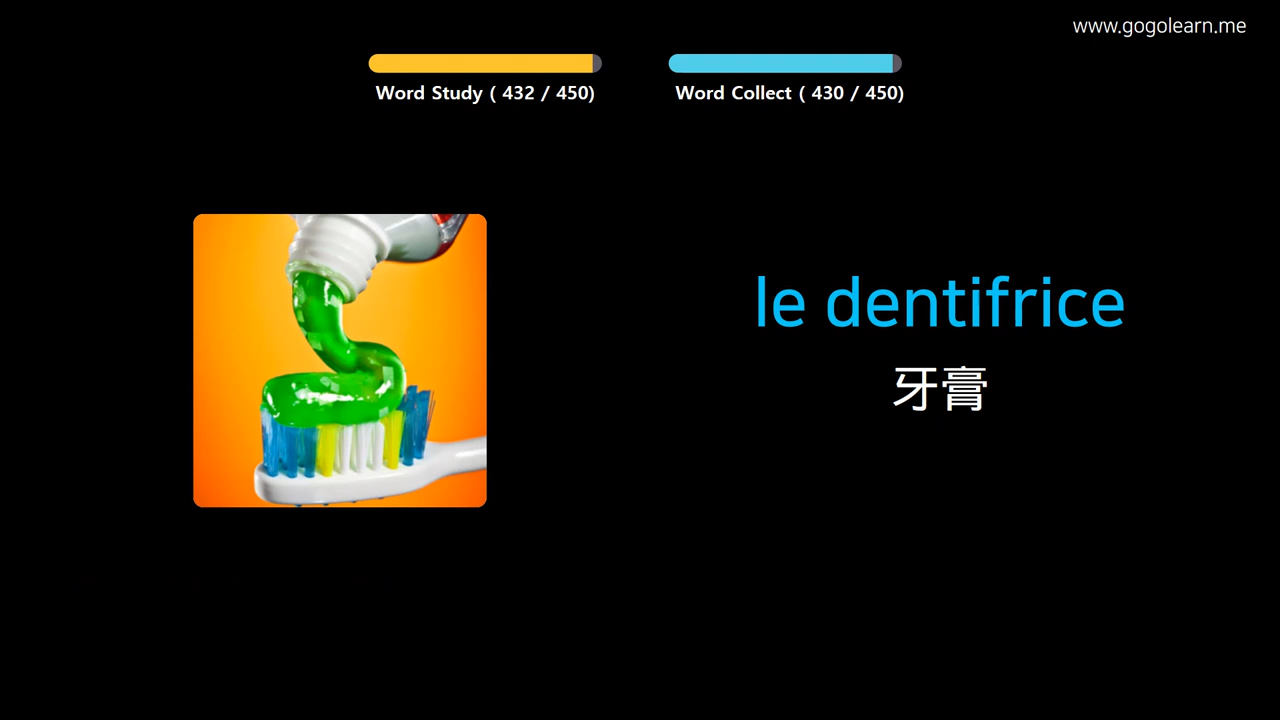 www.gogolearn.me
Word Study ( 432 / 450)
Word Collect ( 430 / 450)
le dentifrice
牙膏